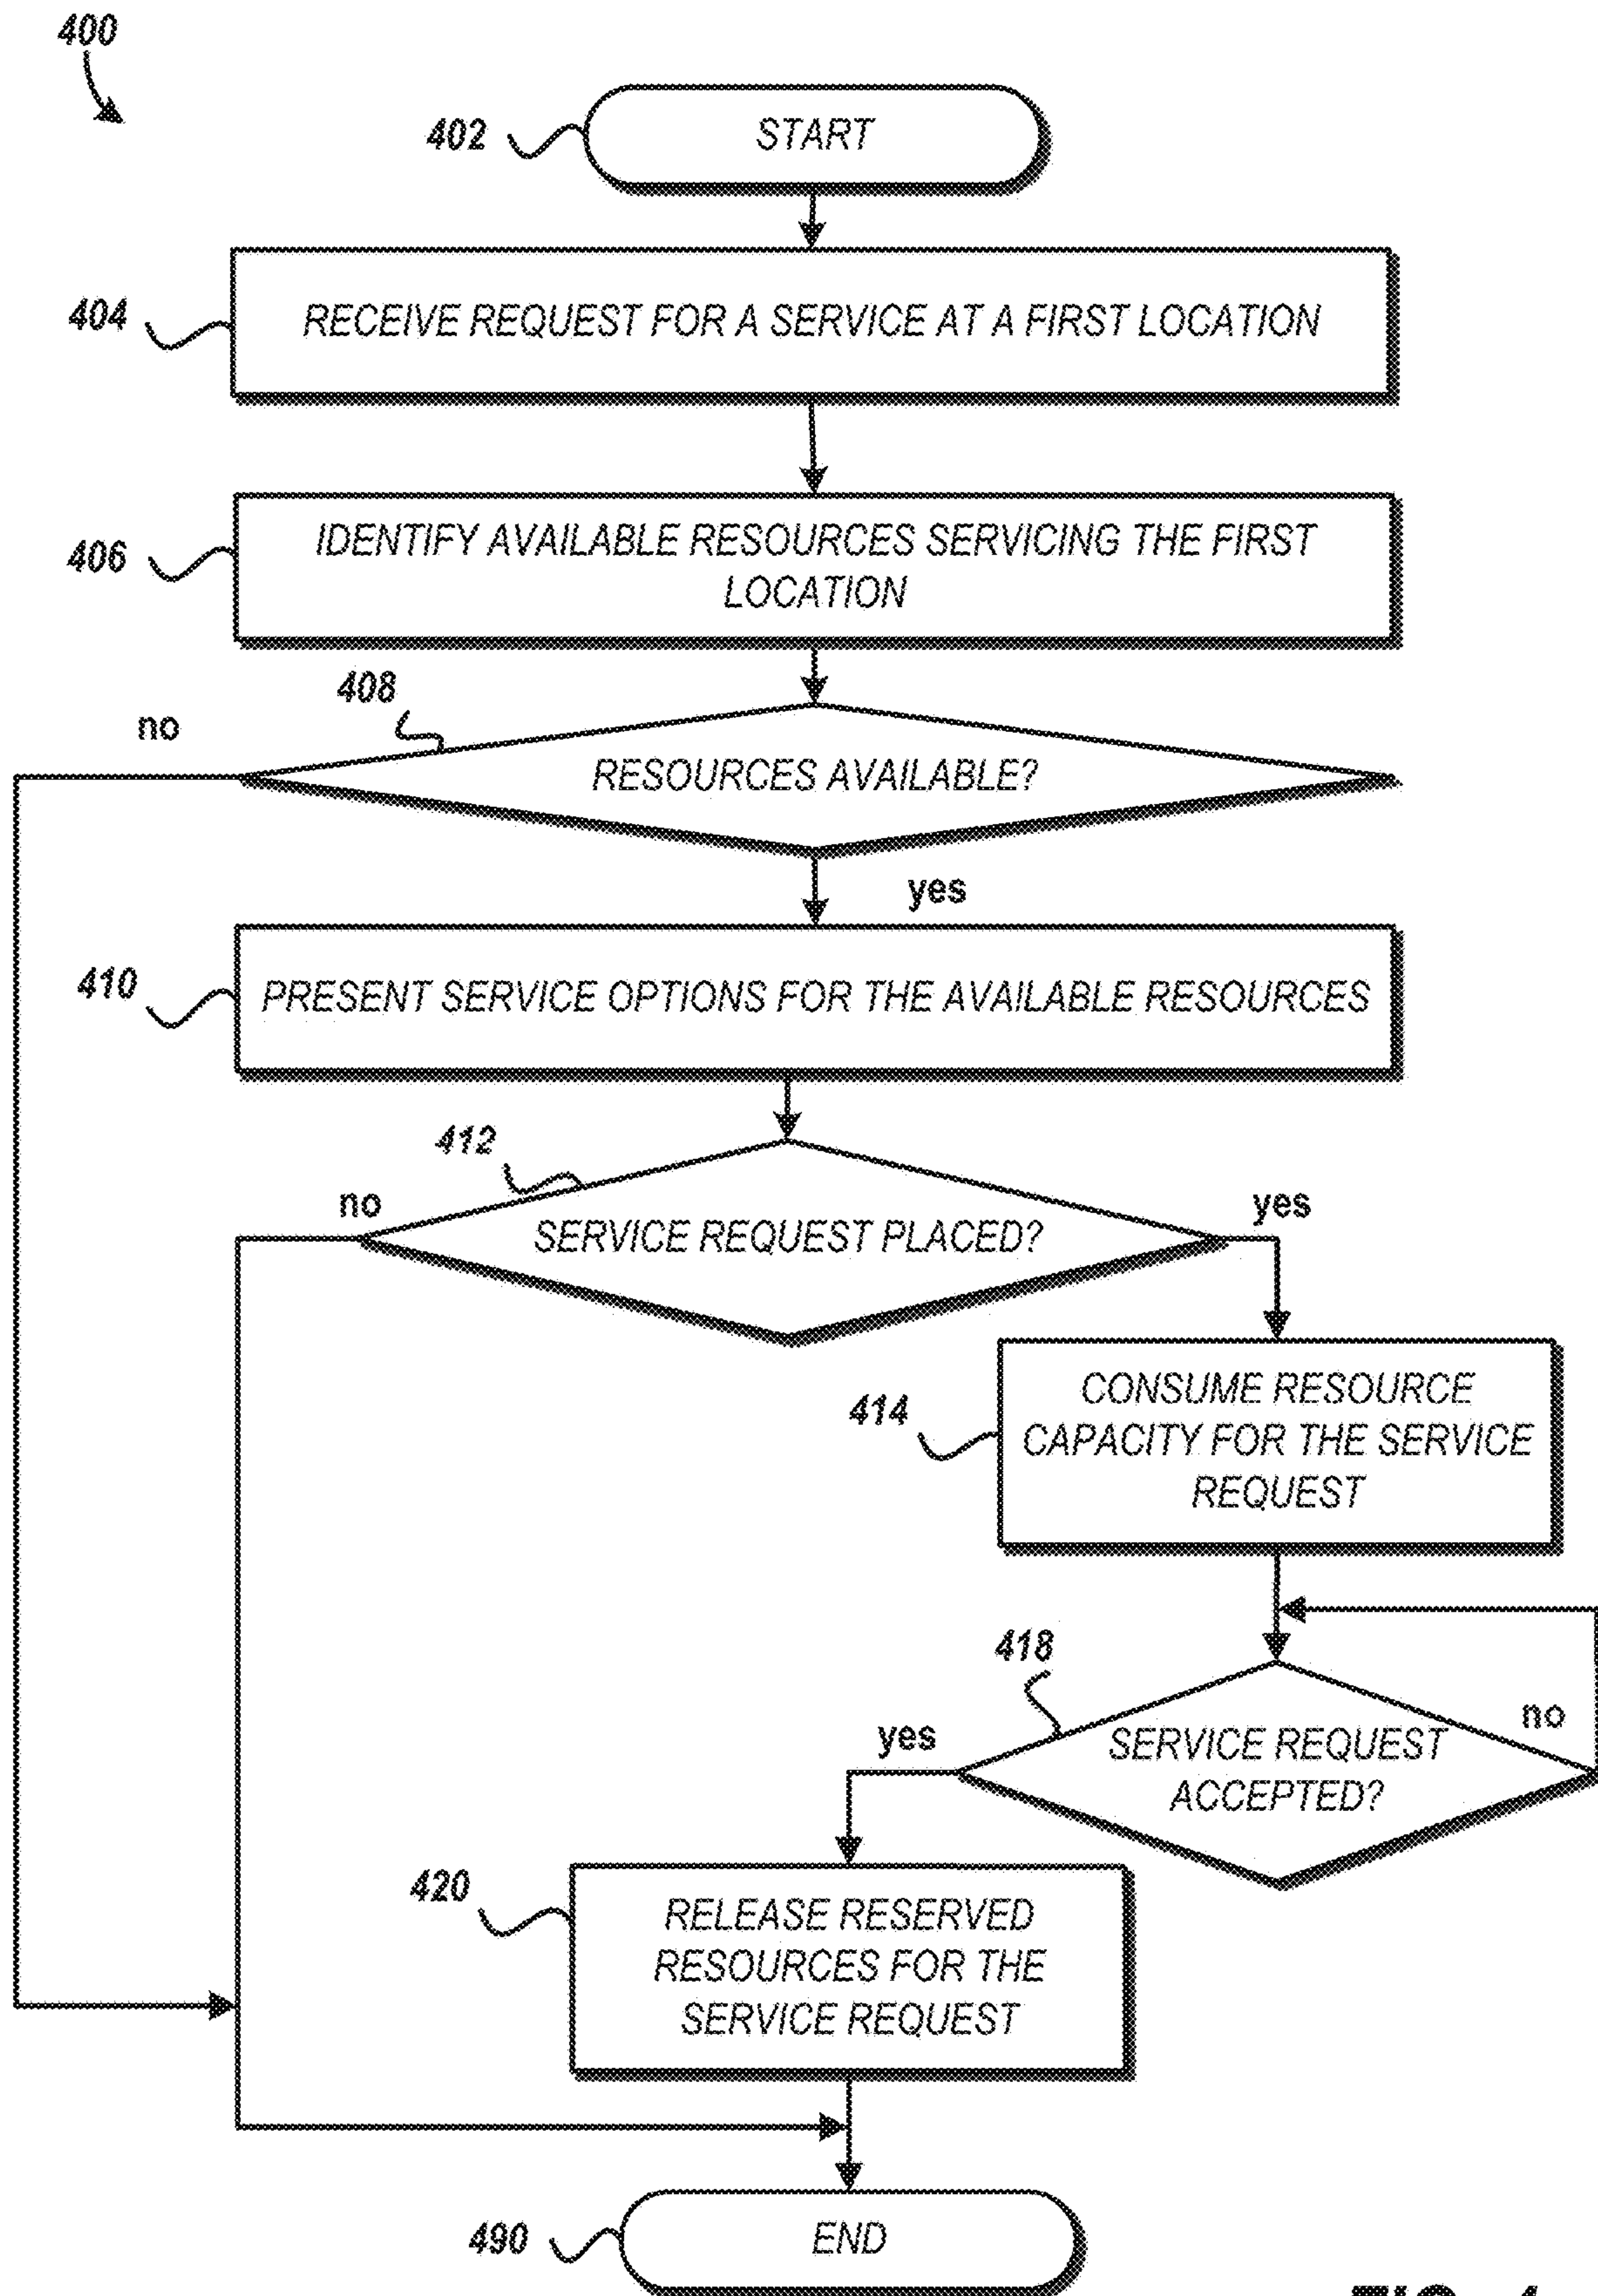 400
402
START
404
RECEIVE REQUEST FOR A SERVICE AT A FIRST LOCATION
406
IDENTIFY AVAILABLE RESOURCES SERVICING THE FIRST
LOCATION
408
no
RESOURCES AVAILABLE?
yes
410
PRESENT SERVICE OPTIONS FOR THE AVAILABLE RESOURCES
412
no
yes
SERVICE REQUEST PLACED?
414
CONSUME RESOURCE
CAPACITY FOR THE SERVICE
REQUEST
418
yes
no
SERVICE REQUEST
ACCEPTED?
420
RELEASE RESERVED
RESOURCES FOR THE
SERVICE REQUEST
490
END